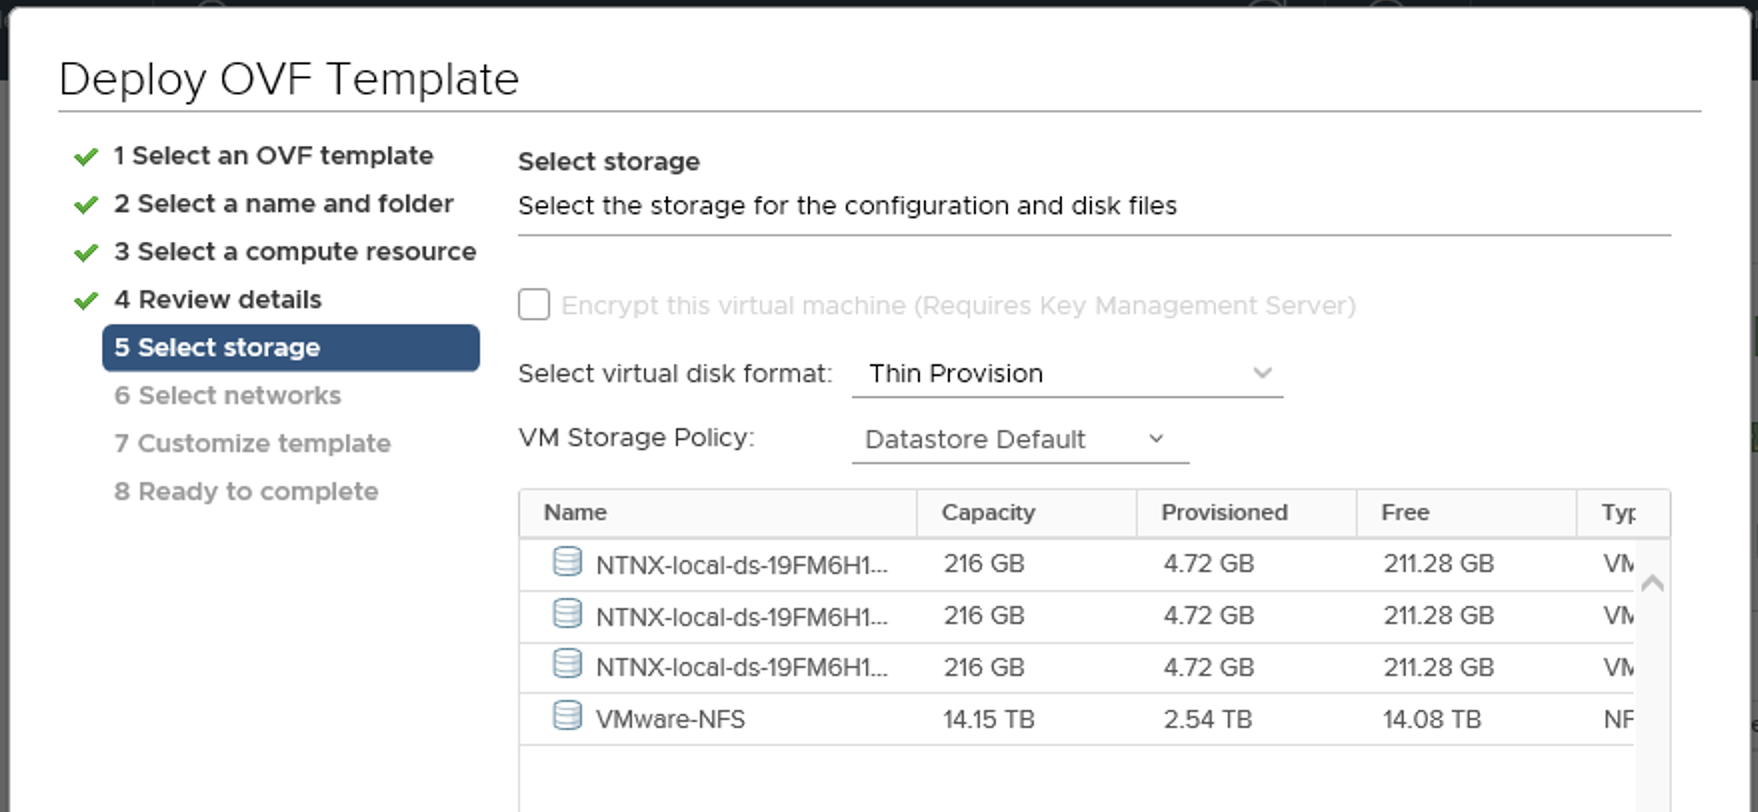 Deploy OVF Template
1 Select an OVF template
2 Select a name and folder
3 Select a compute resource
4 Review details
5 Select storage
6 Select networks
7 Customize template
8 Ready to complete
Select storage
Select the storage for the configuration and disk files
Encrypt this virtual machine (Requires Key Management Server)
Select virtual disk format: Thin Provision
VM Storage Policy: Datastore Default
Name Capacity Provisioned Free Typ
NTNX-local-ds-19FM6H1... 216 GB 4.72 GB 211.28 GB VM
NTNX-local-ds-19FM6H1... 216 GB 4.72 GB 211.28 GB VM
NTNX-local-ds-19FM6H1... 216 GB 4.72 GB 211.28 GB VM
VMware-NFS 14.15 TB 2.54 TB 14.08 TB NF